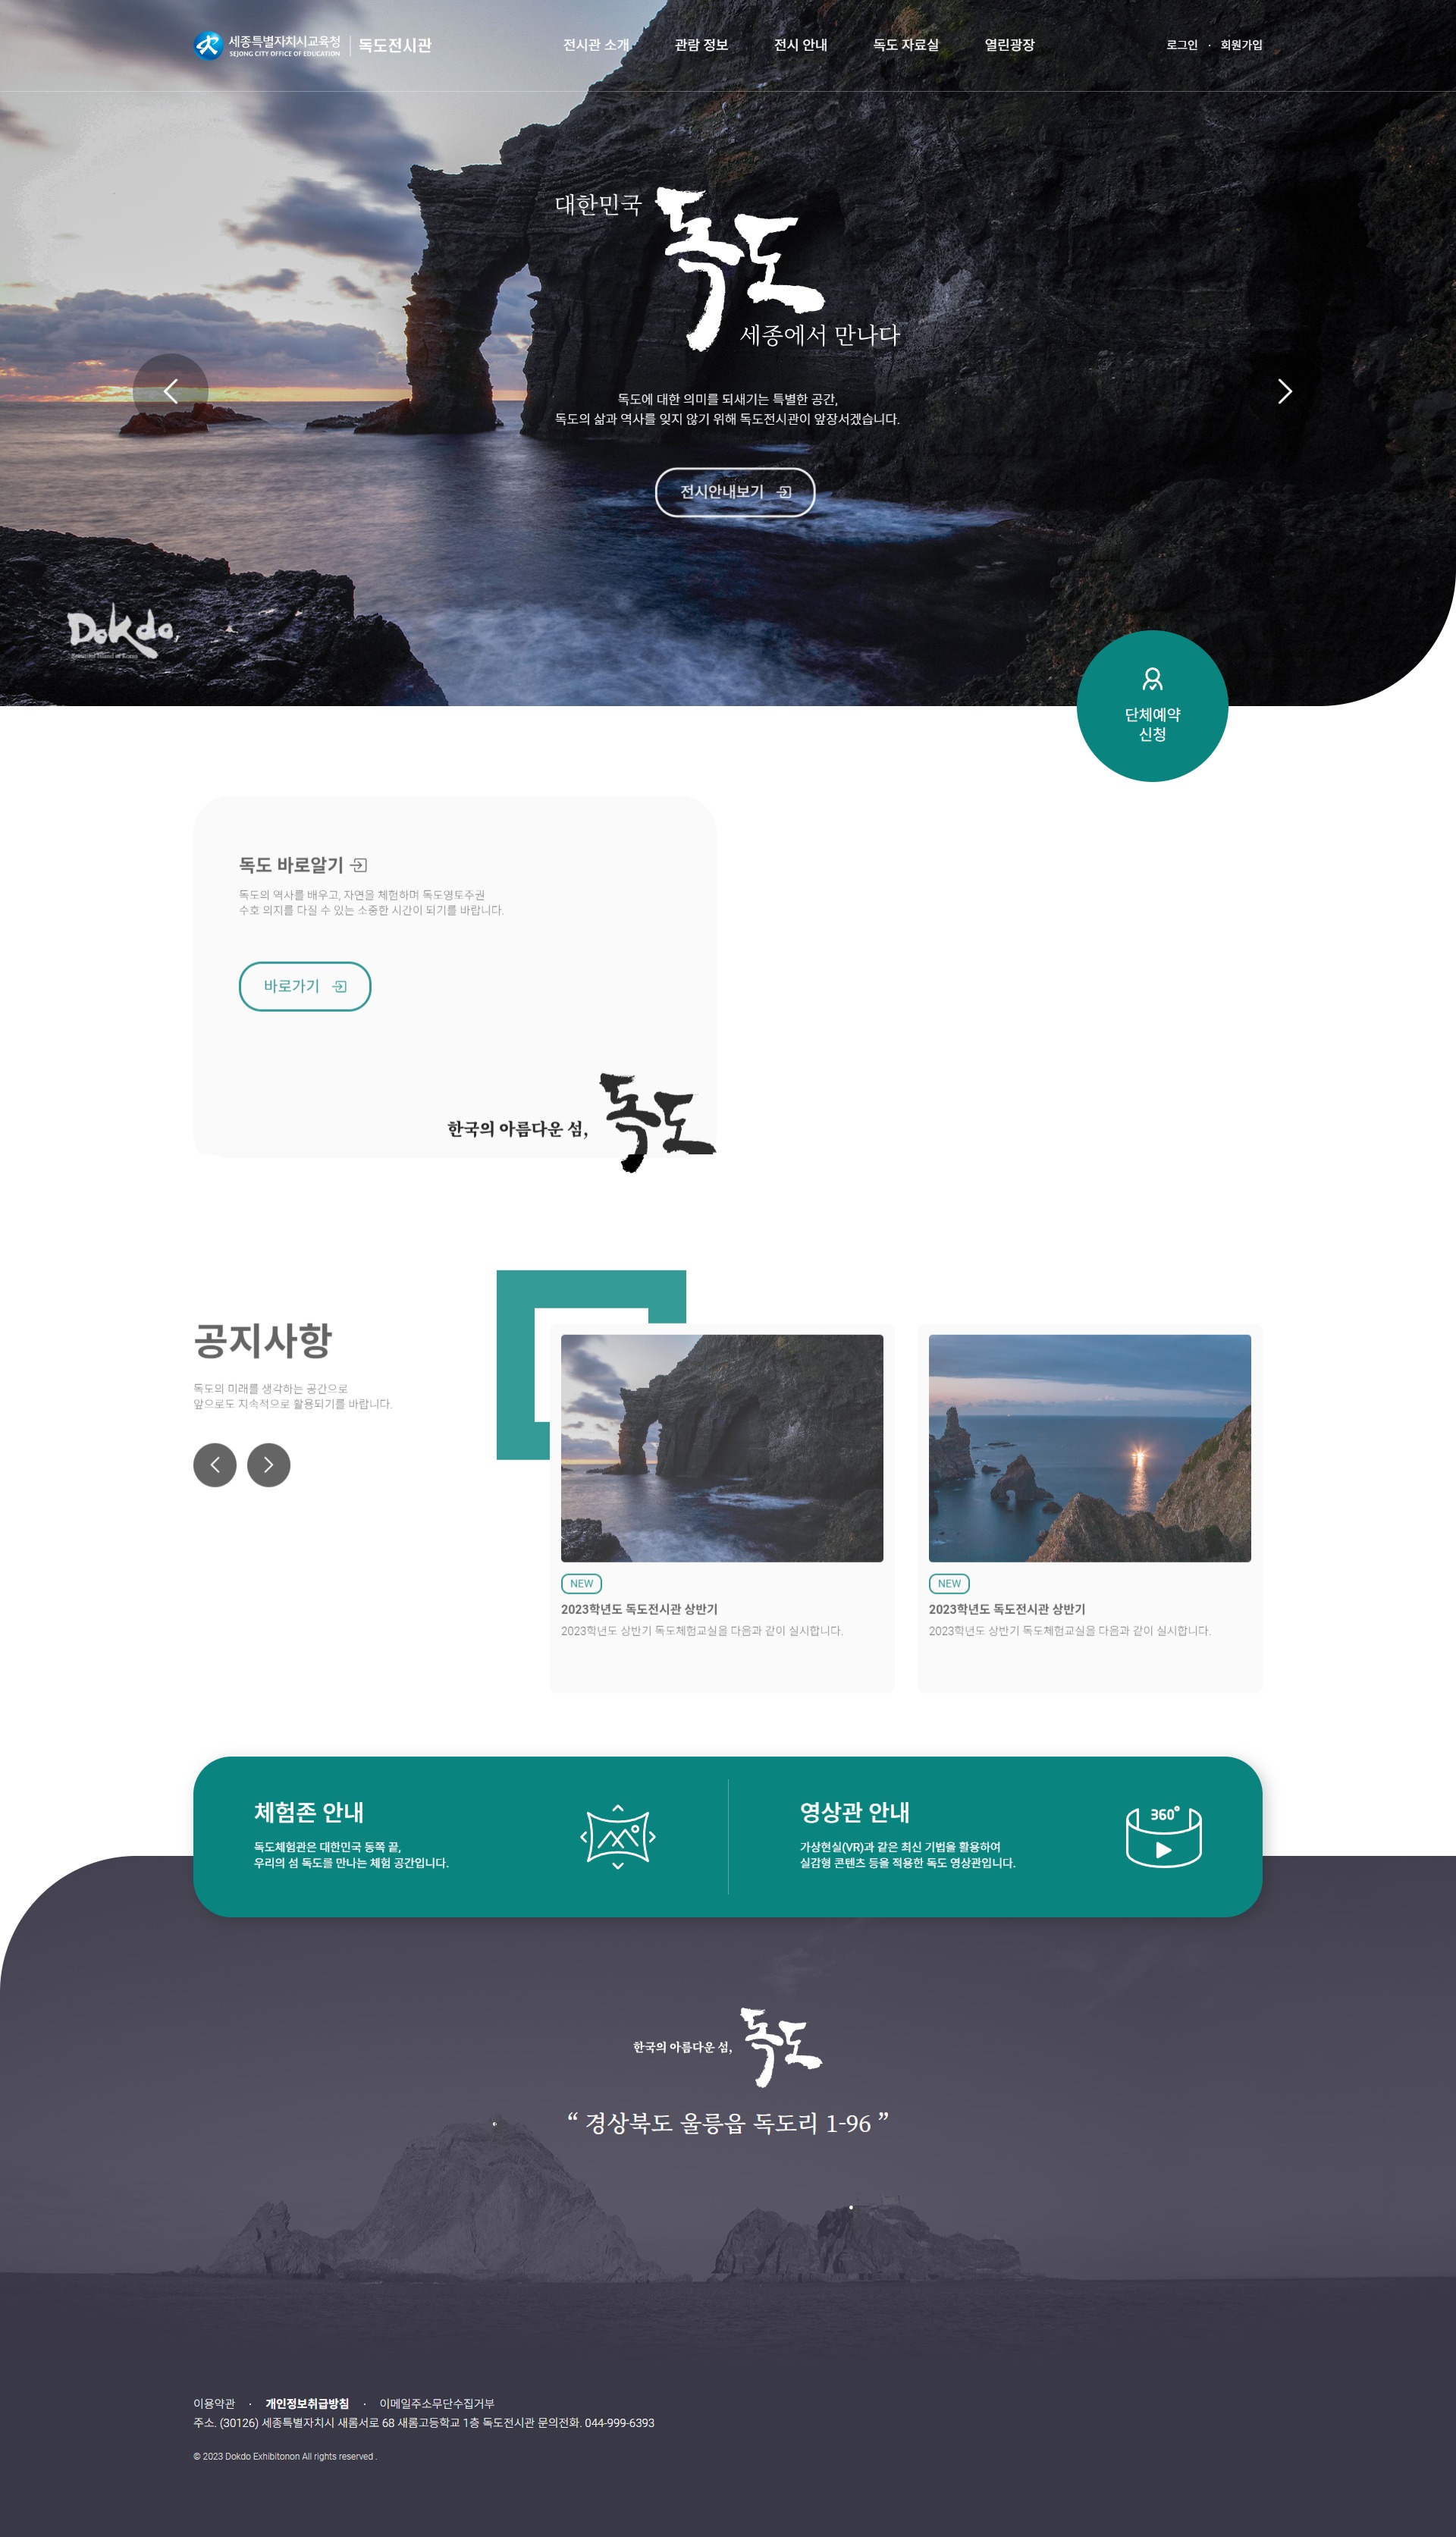 세종특별자치시교육청
SEJONG CITY OFFICE OF EDUCATION
독도전시관
전시관 소개
관람 정보
전시 안내
독도 자료실
열린광장
로그인 · 회원가입
대한민국
독도
세종에서 만나다
독도에 대한 의미를 되새기는 특별한 공간,
독도의 삶과 역사를 잊지 않기 위해 독도전시관이 앞장서겠습니다.
전시안내보기
Dokdo,
단체예약
신청
독도 바로알기
독도의 역사를 배우고, 자연을 체험하며 독도영토주권
수호 의지를 다질 수 있는 소중한 시간이 되기를 바랍니다.
바로가기
한국의 아름다운 섬,
독도
공지사항
독도의 미래를 생각하는 공간으로
앞으로도 지속적으로 활용되기를 바랍니다.
NEW
2023학년도 독도전시관 상반기
2023학년도 상반기 독도체험교실을 다음과 같이 실시합니다.
NEW
2023학년도 독도전시관 상반기
2023학년도 상반기 독도체험교실을 다음과 같이 실시합니다.
체험존 안내
독도체험관은 대한민국 동쪽 끝,
우리의 섬 독도를 만나는 체험 공간입니다.
영상관 안내
가상현실(VR)과 같은 최신 기법을 활용하여
실감형 콘텐츠 등을 적용한 독도 영상관입니다.
360°
한국의 아름다운 섬,
독도
“ 경상북도 울릉읍 독도리 1-96 ”
이용약관 · 개인정보취급방침 · 이메일주소무단수집거부
주소. (30126) 세종특별자치시 새롬서로 68 새롬고등학교 1층 독도전시관 문의전화. 044-999-6393
© 2023 Dokdo Exhibitonon All rights reserved .